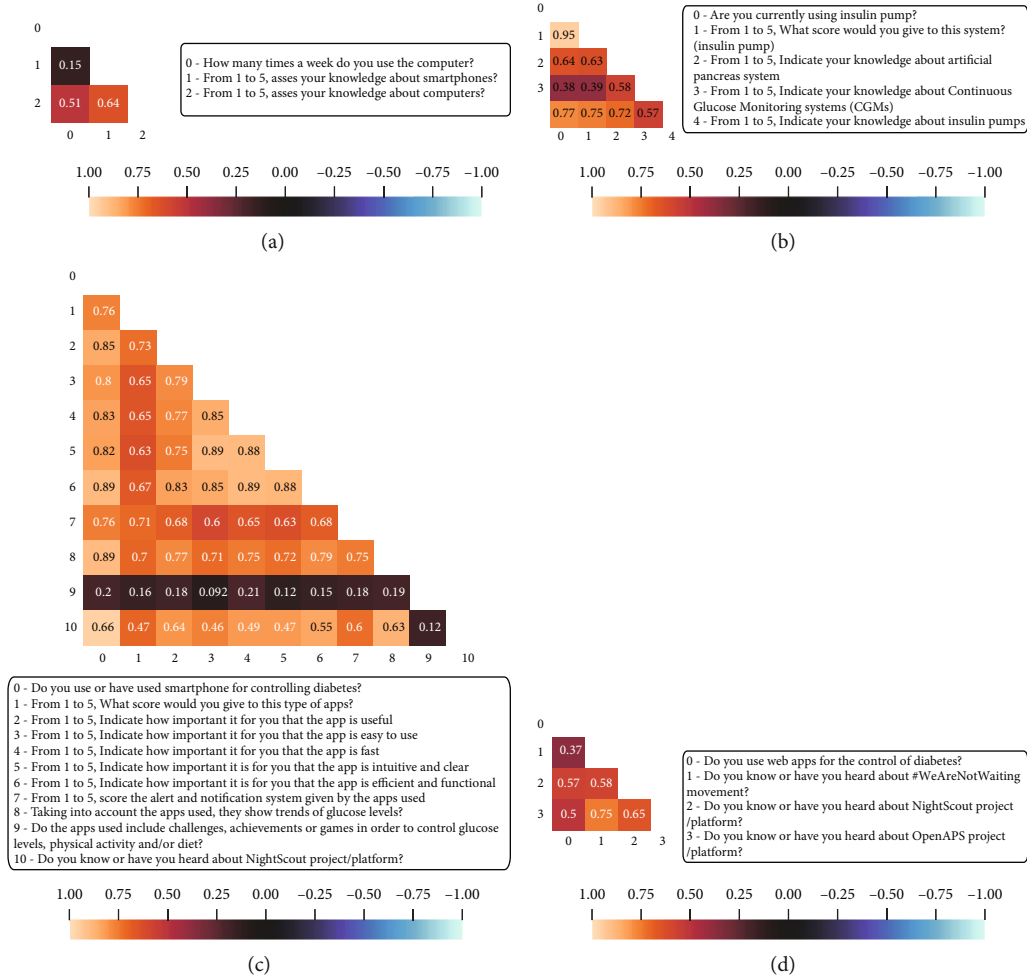 0
1 0.15
2 0.51 0.64
0 1 2
0 - How many times a week do you use the computer?
1 - From 1 to 5, asses your knowledge about smartphones?
2 - From 1 to 5, asses your knowledge about computers?
1.00 0.75 0.50 0.25 0.00 −0.25 −0.50 −0.75 −1.00
(a)
0
1 0.95
2 0.64 0.63
3 0.38 0.39 0.58
0.77 0.75 0.72 0.57
0 1 2 3 4
0 - Are you currently using insulin pump?
1 - From 1 to 5, What score would you give to this system?
(insulin pump)
2 - From 1 to 5, Indicate your knowledge about artificial
pancreas system
3 - From 1 to 5, Indicate your knowledge about Continuous
Glucose Monitoring systems (CGMs)
4 - From 1 to 5, Indicate your knowledge about insulin pumps
1.00 0.75 0.50 0.25 0.00 −0.25 −0.50 −0.75 −1.00
(b)
0
1 0.76
2 0.85 0.73
3 0.8 0.65 0.79
4 0.83 0.65 0.77 0.85
5 0.82 0.63 0.75 0.89 0.88
6 0.89 0.67 0.83 0.85 0.89 0.88
7 0.76 0.71 0.68 0.6 0.65 0.63 0.68
8 0.89 0.7 0.77 0.71 0.75 0.72 0.79 0.75
9 0.2 0.16 0.18 0.092 0.21 0.12 0.15 0.18 0.19
10 0.66 0.47 0.64 0.46 0.49 0.47 0.55 0.6 0.63 0.12
0 1 2 3 4 5 6 7 8 9 10
0 - Do you use or have used smartphone for controlling diabetes?
1 - From 1 to 5, What score would you give to this type of apps?
2 - From 1 to 5, Indicate how important it for you that the app is useful
3 - From 1 to 5, Indicate how important it for you that the app is easy to use
4 - From 1 to 5, Indicate how important it for you that the app is fast
5 - From 1 to 5, Indicate how important it is for you that the app is intuitive and clear
6 - From 1 to 5, Indicate how important it is for you that the app is efficient and functional
7 - From 1 to 5, score the alert and notification system given by the apps used
8 - Taking into account the apps used, they show trends of glucose levels?
9 - Do the apps used include challenges, achievements or games in order to control glucose
levels, physical activity and/or diet?
10 - Do you know or have you heard about NightScout project/platform?
1.00 0.75 0.50 0.25 0.00 −0.25 −0.50 −0.75 −1.00
(c)
0
1 0.37
2 0.57 0.58
3 0.5 0.75 0.65
0 1 2 3
0 - Do you use web apps for the control of diabetes?
1 - Do you know or have you heard about #WeAreNotWaiting
movement?
2 - Do you know or have you heard about NightScout project
/platform?
3 - Do you know or have you heard about OpenAPS project
/platform?
1.00 0.75 0.50 0.25 0.00 −0.25 −0.50 −0.75 −1.00
(d)